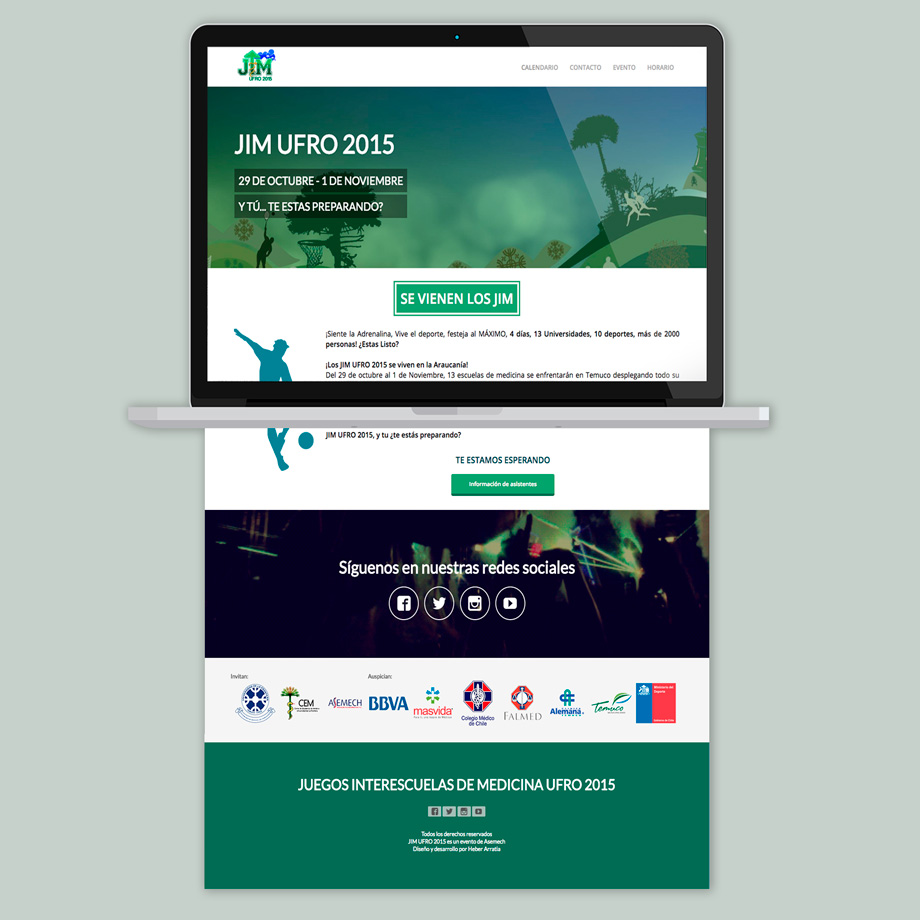 JIM
UFRO 2015
CALENDARIO CONTACTO EVENTO HORARIO
JIM UFRO 2015
29 DE OCTUBRE - 1 DE NOVIEMBRE
Y TÚ... TE ESTAS PREPARANDO?
SE VIENEN LOS JIM
¡Siente la Adrenalina, Vive el deporte, festeja al MÁXIMO, 4 días, 13 Universidades, 10 deportes, más de 2000
personas! ¿Estas Listo?
¡Los JIM UFRO 2015 se viven en la Araucanía!
Del 29 de octubre al 1 de Noviembre, 13 escuelas de medicina se enfrentarán en Temuco desplegando todo su
JIM UFRO 2015, y tu ¿te estás preparando?
TE ESTAMOS ESPERANDO
Información de asistentes
Síguenos en nuestras redes sociales
Invitan:
Auspician:
CEM
ASEMECH
BBVA
masvida
Colegio Médico
de Chile
FALMED
Alemana
Temuco
Ministerio del
Deporte
Gobierno de Chile
JUEGOS INTERESCUELAS DE MEDICINA UFRO 2015
Todos los derechos reservados
JIM UFRO 2015 es un evento de Asemech
Diseño y desarrollo por Heber Arratia